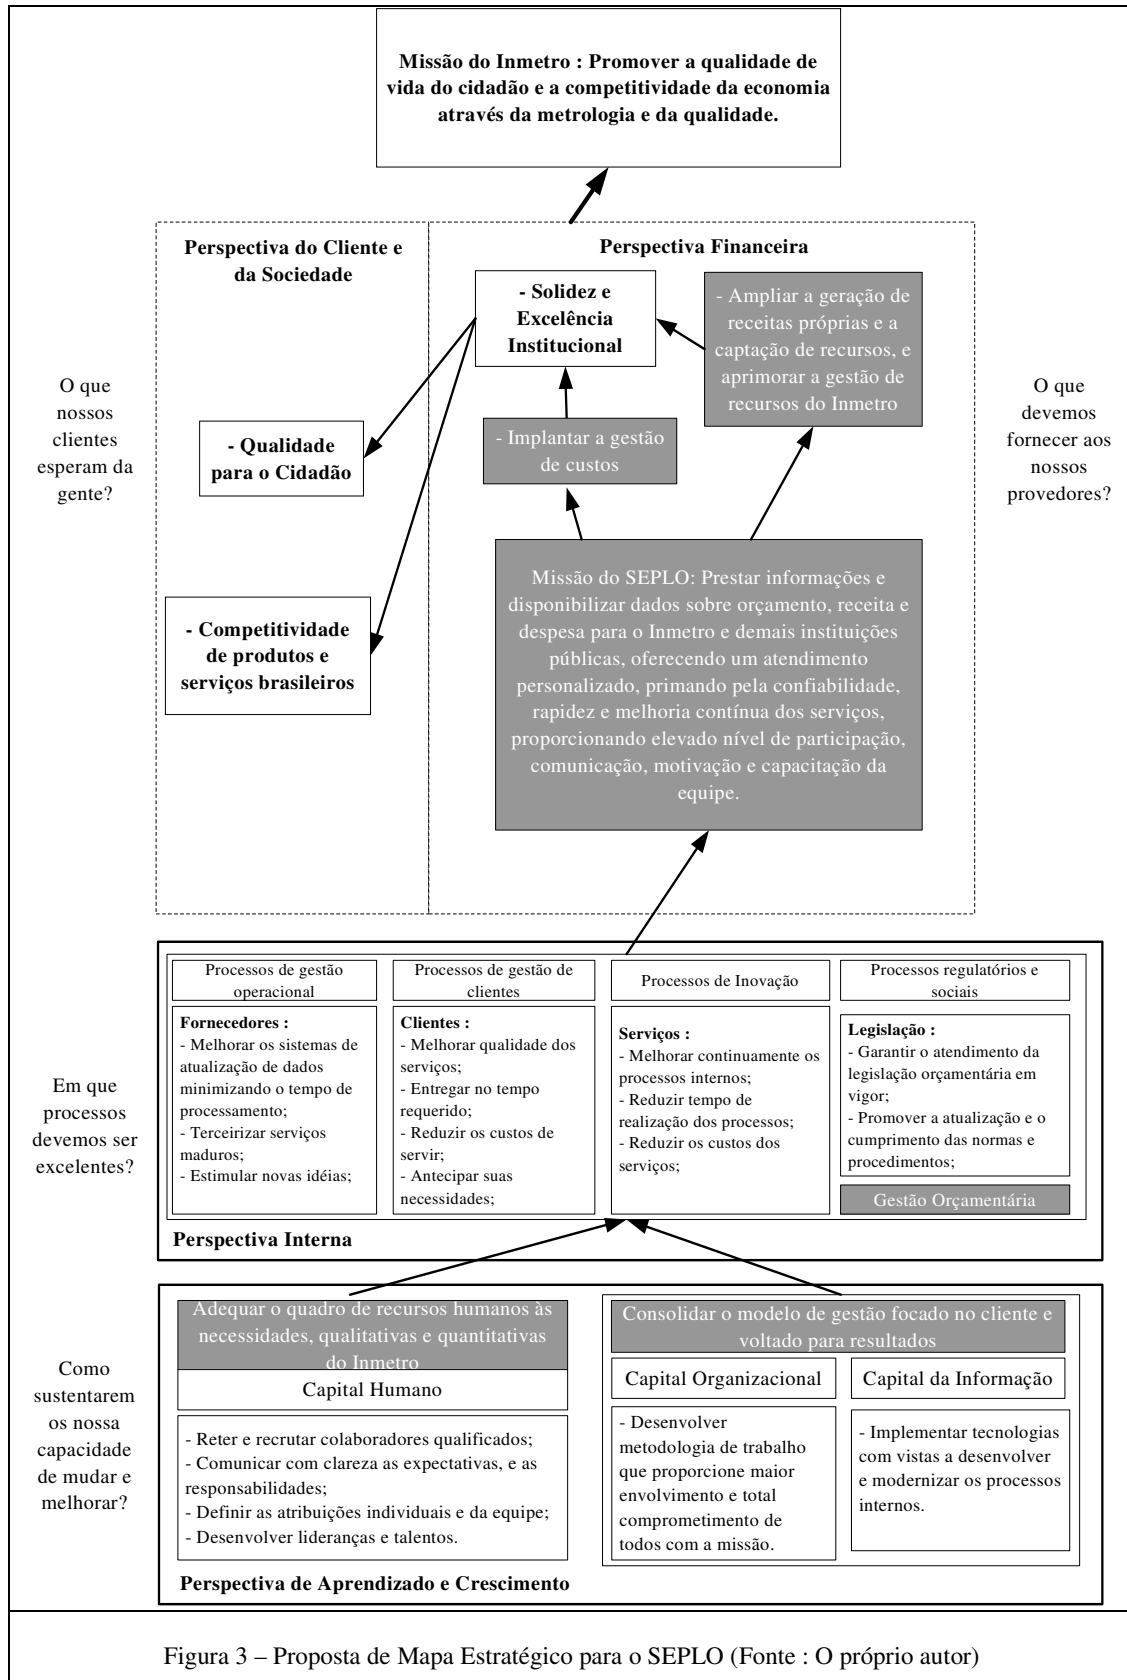 Missão do Inmetro : Promover a qualidade de
vida do cidadão e a competitividade da economia
através da metrologia e da qualidade.
Perspectiva do Cliente e
da Sociedade
Perspectiva Financeira
- Solidez e
Excelência
Institucional
- Ampliar a geração de
receitas próprias e a
captação de recursos, e
aprimorar a gestão de
recursos do Inmetro
O que
nossos
clientes
esperam da
gente?
O que
devemos
fornecer aos
nossos
provedores?
- Qualidade
para o Cidadão
- Implantar a gestão
de custos
Missão do SEPLO: Prestar informações e
disponibilizar dados sobre orçamento, receita e
despesa para o Inmetro e demais instituições
públicas, oferecendo um atendimento
personalizado, primando pela confiabilidade,
rapidez e melhoria contínua dos serviços,
proporcionando elevado nível de participação,
comunicação, motivação e capacitação da
equipe.
- Competitividade
de produtos e
serviços brasileiros
Em que
processos
devemos ser
excelentes?
Processos de gestão
operacional
Fornecedores :
- Melhorar os sistemas de
atualização de dados
minimizando o tempo de
processamento;
- Terceirizar serviços
maduros;
- Estimular novas idéias;
Processos de gestão de
clientes
Clientes :
- Melhorar qualidade dos
serviços;
- Entregar no tempo
requerido;
- Reduzir os custos de
servir;
- Antecipar suas
necessidades;
Processos de Inovação
Serviços :
- Melhorar continuamente os
processos internos;
- Reduzir tempo de
realização dos processos;
- Reduzir os custos dos
serviços;
Processos regulatórios e
sociais
Legislação :
- Garantir o atendimento da
legislação orçamentária em
vigor;
- Promover a atualização e o
cumprimento das normas e
procedimentos;
Gestão Orçamentária
Perspectiva Interna
Como
sustentarem
os nossa
capacidade
de mudar e
melhorar?
Adequar o quadro de recursos humanos às
necessidades, qualitativas e quantitativas
do Inmetro
Capital Humano
- Reter e recrutar colaboradores qualificados;
- Comunicar com clareza as expectativas, e as
responsabilidades;
- Definir as atribuições individuais e da equipe;
- Desenvolver lideranças e talentos.
Consolidar o modelo de gestão focado no cliente e
voltado para resultados
Capital Organizacional
- Desenvolver
metodologia de trabalho
que proporcione maior
envolvimento e total
comprometimento de
todos com a missão.
Capital da Informação
- Implementar tecnologias
com vistas a desenvolver
e modernizar os processos
internos.
Perspectiva de Aprendizado e Crescimento
Figura 3 – Proposta de Mapa Estratégico para o SEPLO (Fonte : O próprio autor)